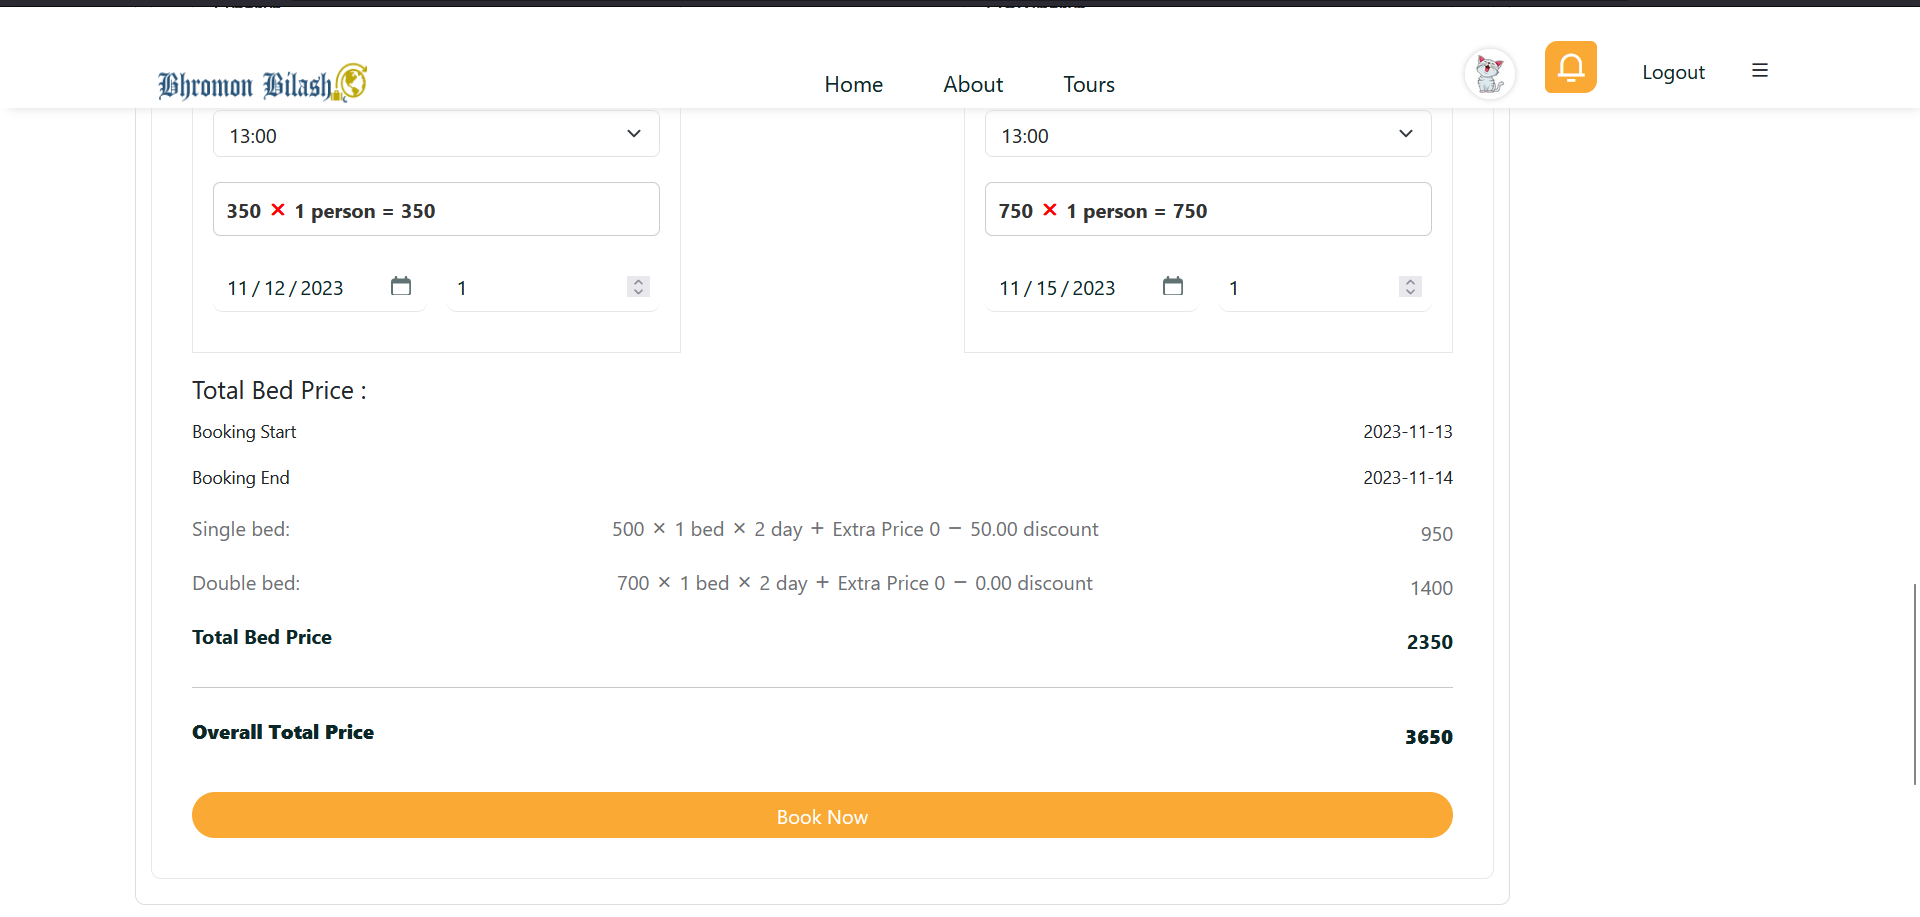 Bhromon Bilash
Home
About
Tours
Logout
13:00
350 × 1 person = 350
11/12/2023
1
13:00
750 × 1 person = 750
11/15/2023
1
Total Bed Price :
Booking Start 2023-11-13
Booking End 2023-11-14
Single bed: 500 × 1 bed × 2 day + Extra Price 0 − 50.00 discount 950
Double bed: 700 × 1 bed × 2 day + Extra Price 0 − 0.00 discount 1400
Total Bed Price 2350
Overall Total Price 3650
Book Now